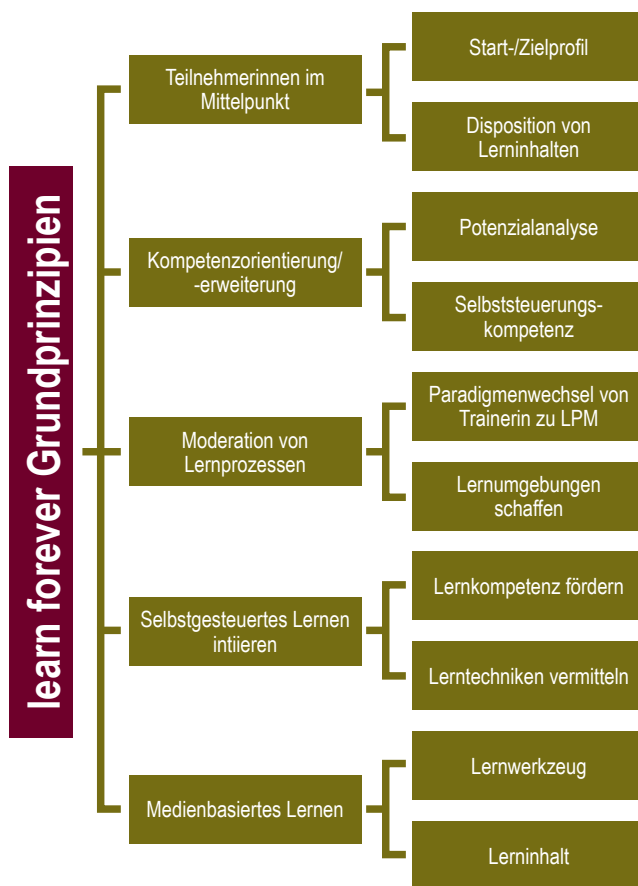 learn forever Grundprinzipien
Teilnehmerinnen im
Mittelpunkt
Start-/Zielprofil
Disposition von
Lerninhalten
Kompetenzorientierung/
-erweiterung
Potenzialanalyse
Selbststeuerungs-
kompetenz
Moderation von
Lernprozessen
Paradigmenwechsel von
Trainerin zu LPM
Lernumgebungen
schaffen
Selbstgesteuertes Lernen
intiieren
Lernkompetenz fördern
Lerntechniken vermitteln
Medienbasiertes Lernen
Lernwerkzeug
Lerninhalt